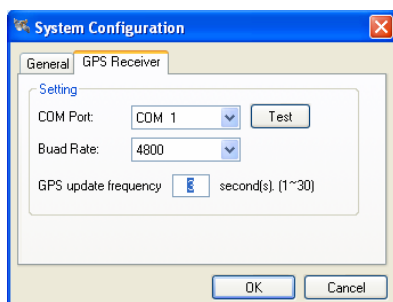 System Configuration
General GPS Receiver
Setting
COM Port: COM 1 Test
Buad Rate: 4800
GPS update frequency 3 second(s). (1~30)
OK Cancel